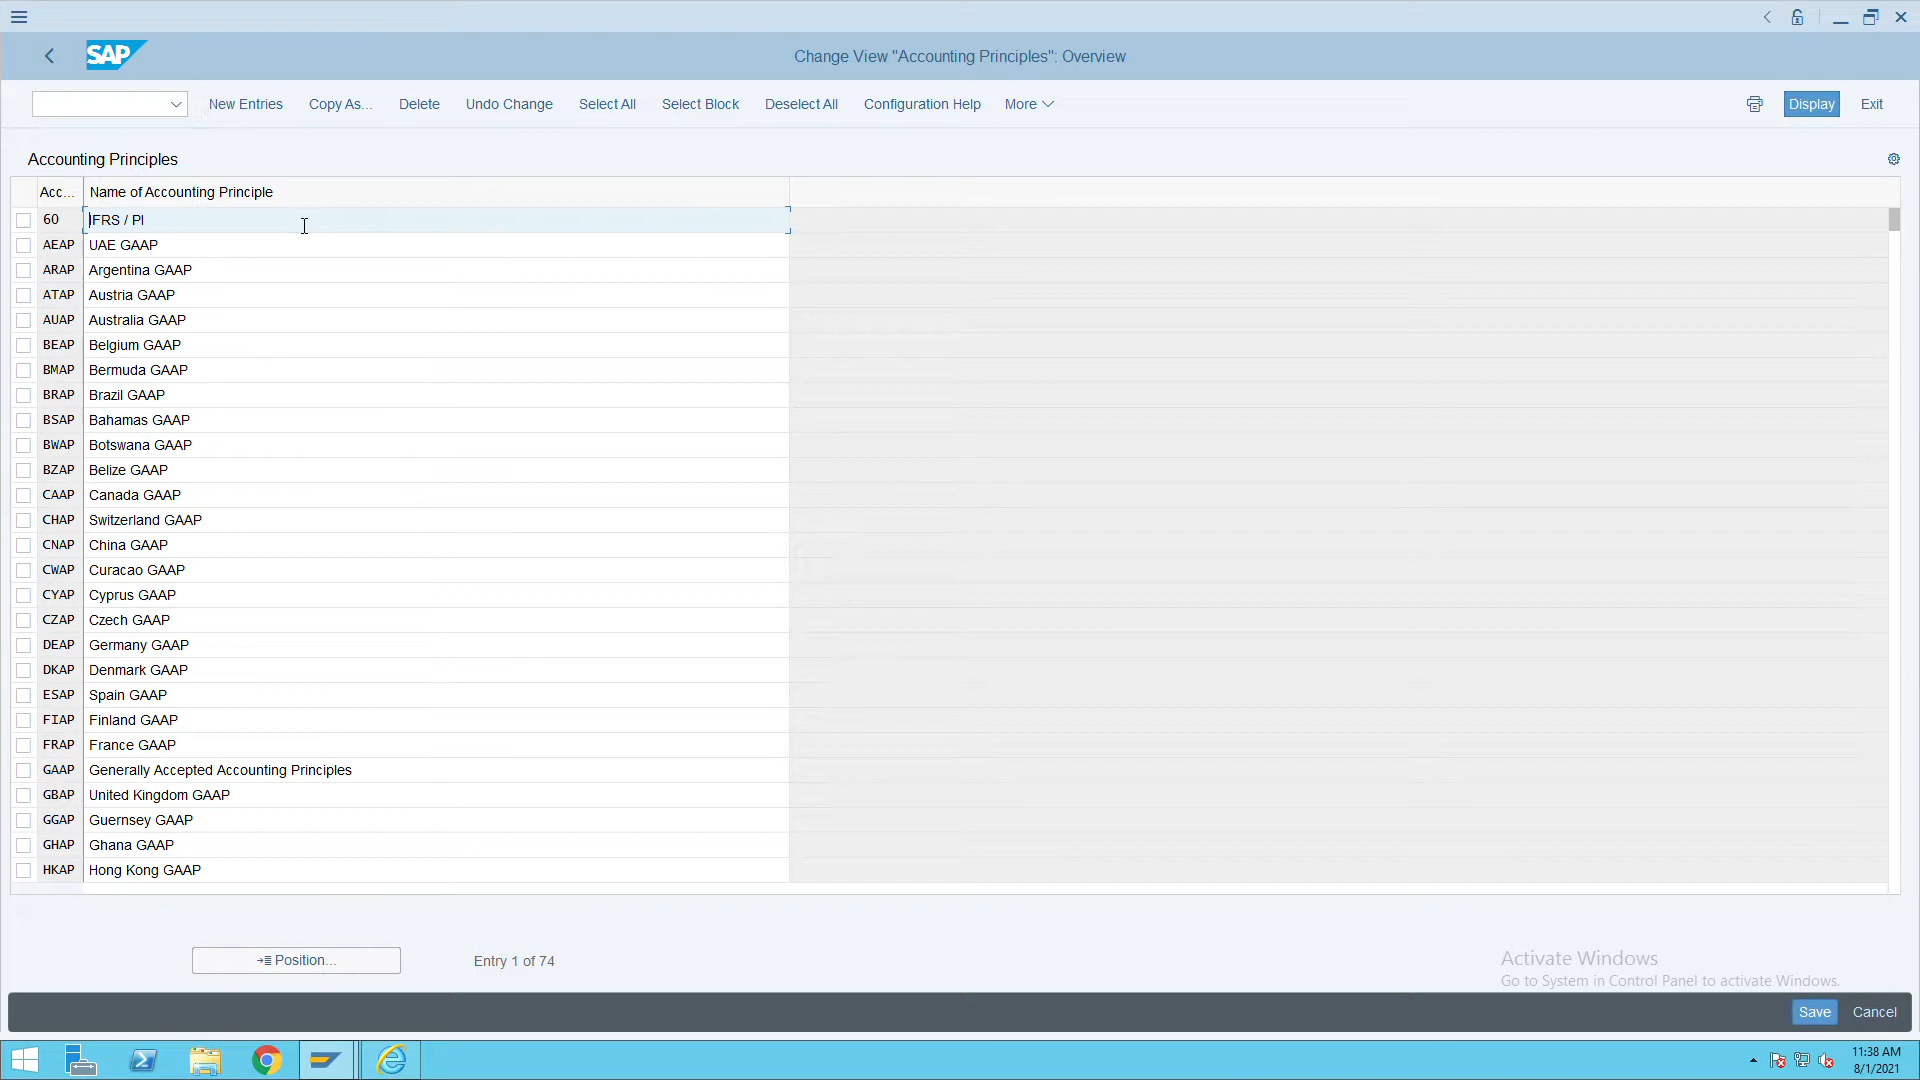 SAP
Change View "Accounting Principles": Overview
New Entries Copy As... Delete Undo Change Select All Select Block Deselect All Configuration Help More Display Exit
Accounting Principles
Acc... Name of Accounting Principle
60 IFRS / PI
AEAP UAE GAAP
ARAP Argentina GAAP
ATAP Austria GAAP
AUAP Australia GAAP
BEAP Belgium GAAP
BMAP Bermuda GAAP
BRAP Brazil GAAP
BSAP Bahamas GAAP
BWAP Botswana GAAP
BZAP Belize GAAP
CAAP Canada GAAP
CHAP Switzerland GAAP
CNAP China GAAP
CWAP Curacao GAAP
CYAP Cyprus GAAP
CZAP Czech GAAP
DEAP Germany GAAP
DKAP Denmark GAAP
ESAP Spain GAAP
FIAP Finland GAAP
FRAP France GAAP
GAAP Generally Accepted Accounting Principles
GBAP United Kingdom GAAP
GGAP Guernsey GAAP
GHAP Ghana GAAP
HKAP Hong Kong GAAP
Position... Entry 1 of 74
Activate Windows
Go to System in Control Panel to activate Windows.
Save Cancel
11:38 AM
8/1/2021